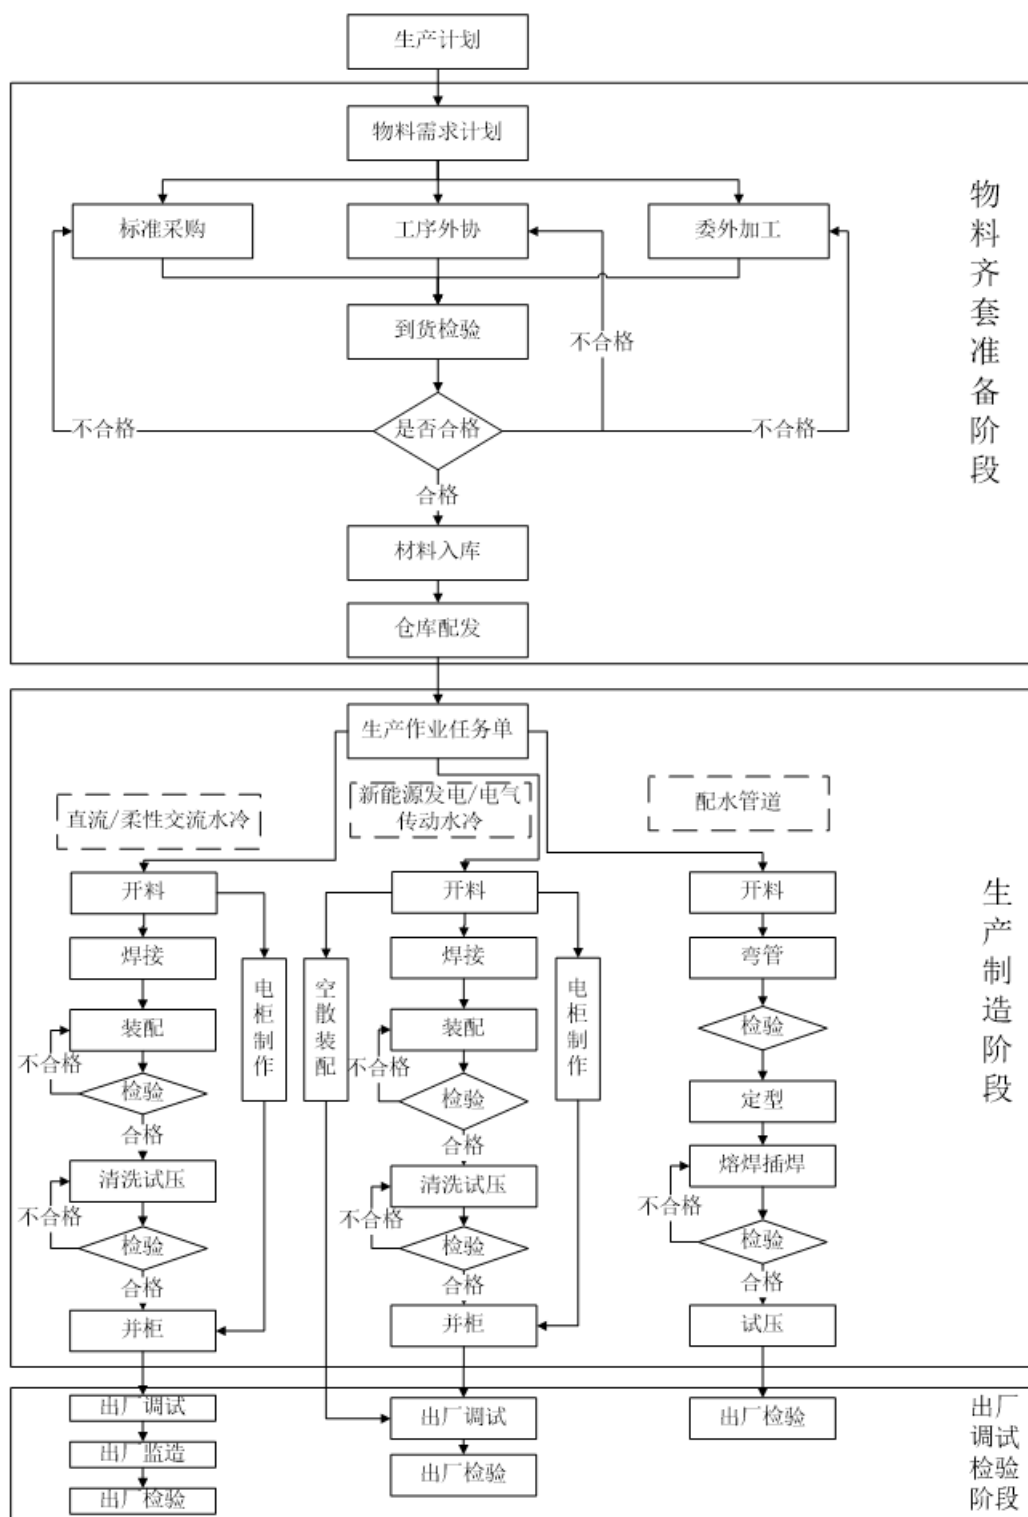 生产计划
物料需求计划
标准采购
工序外协
委外加工
物料齐套准备阶段
到货检验
不合格
不合格
是否合格
不合格
合格
材料入库
仓库配发
生产作业任务单
直流/柔性交流水冷
新能源发电/电气
传动水冷
配水管道
生产制造阶段
开料
焊接
电柜制作
装配
不合格
检验
合格
清洗试压
不合格
检验
合格
并柜
开料
空散装配
焊接
电柜制作
装配
不合格
检验
合格
清洗试压
不合格
检验
合格
并柜
开料
弯管
检验
定型
熔焊插焊
不合格
检验
合格
试压
出厂调试
出厂监造
出厂检验
出厂调试
出厂检验
出厂检验
出厂
调试
检验
阶段